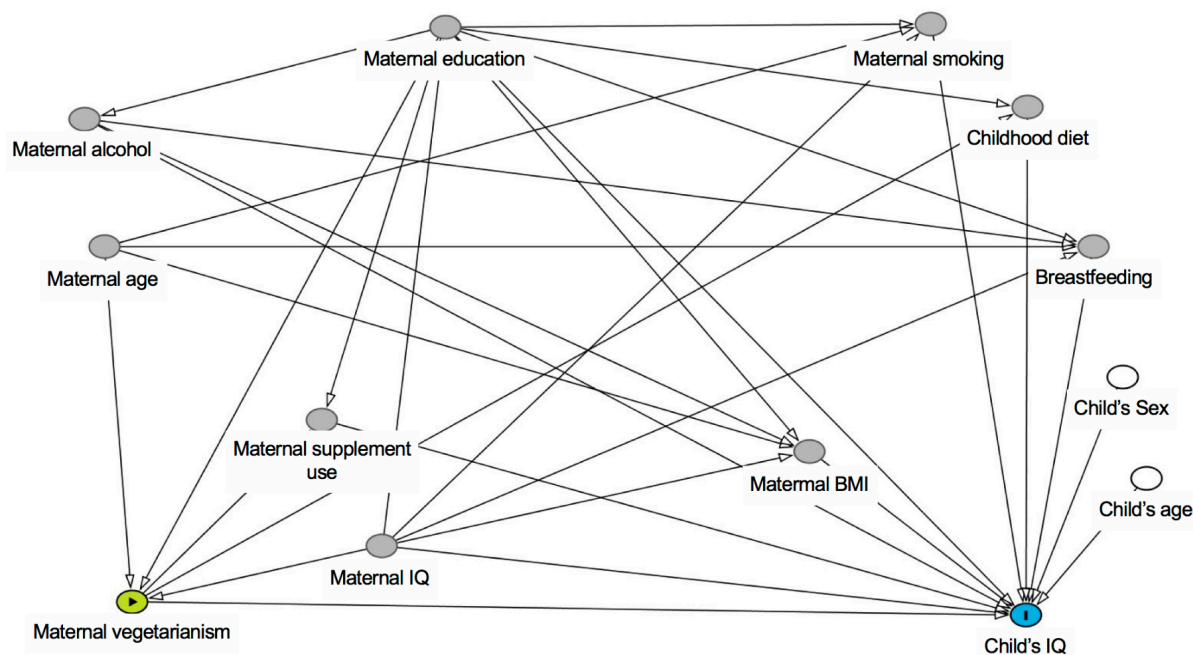 Maternal education
Maternal smoking
Childhood diet
Maternal alcohol
Maternal age
Breastfeeding
Child's Sex
Maternal supplement
use
Matermal BMI
Child's age
Maternal IQ
Maternal vegetarianism
Child's IQ